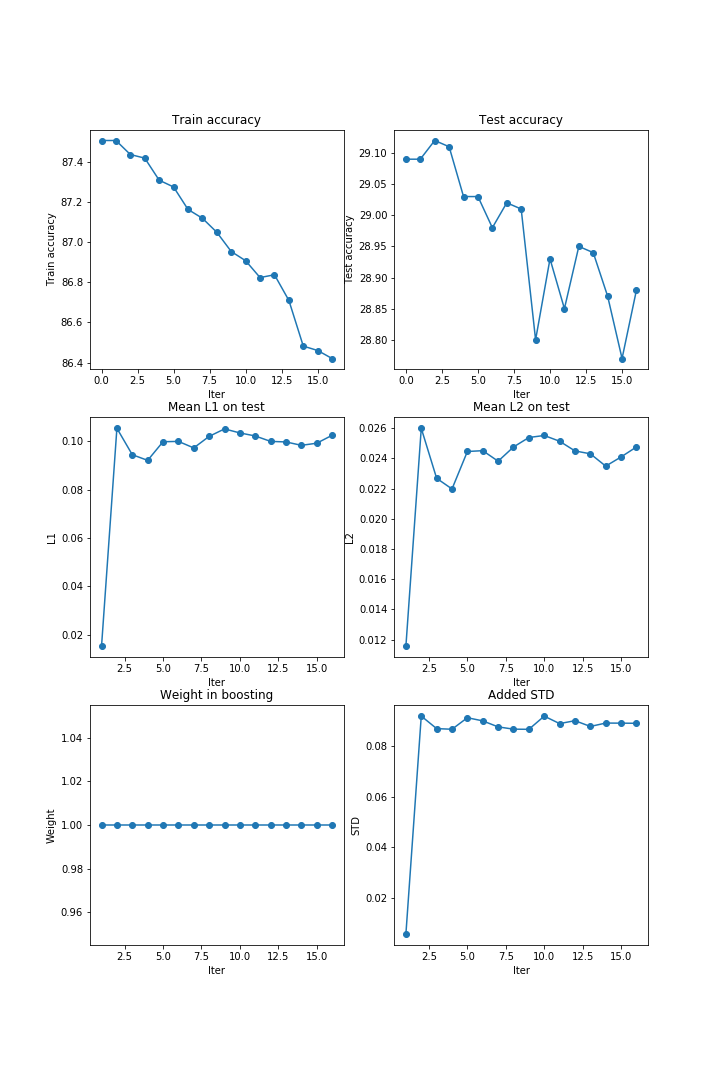 Train accuracy
Train accuracy
87.4
87.2
87.0
86.8
86.6
86.4
0.0 2.5 5.0 7.5 10.0 12.5 15.0
Iter
Test accuracy
Test accuracy
29.10
29.05
29.00
28.95
28.90
28.85
28.80
0.0 2.5 5.0 7.5 10.0 12.5 15.0
Iter
Mean L1 on test
L1
0.10
0.08
0.06
0.04
0.02
2.5 5.0 7.5 10.0 12.5 15.0
Iter
Mean L2 on test
L2
0.026
0.024
0.022
0.020
0.018
0.016
0.014
0.012
2.5 5.0 7.5 10.0 12.5 15.0
Iter
Weight in boosting
Weight
1.04
1.02
1.00
0.98
0.96
2.5 5.0 7.5 10.0 12.5 15.0
Iter
Added STD
STD
0.08
0.06
0.04
0.02
2.5 5.0 7.5 10.0 12.5 15.0
Iter